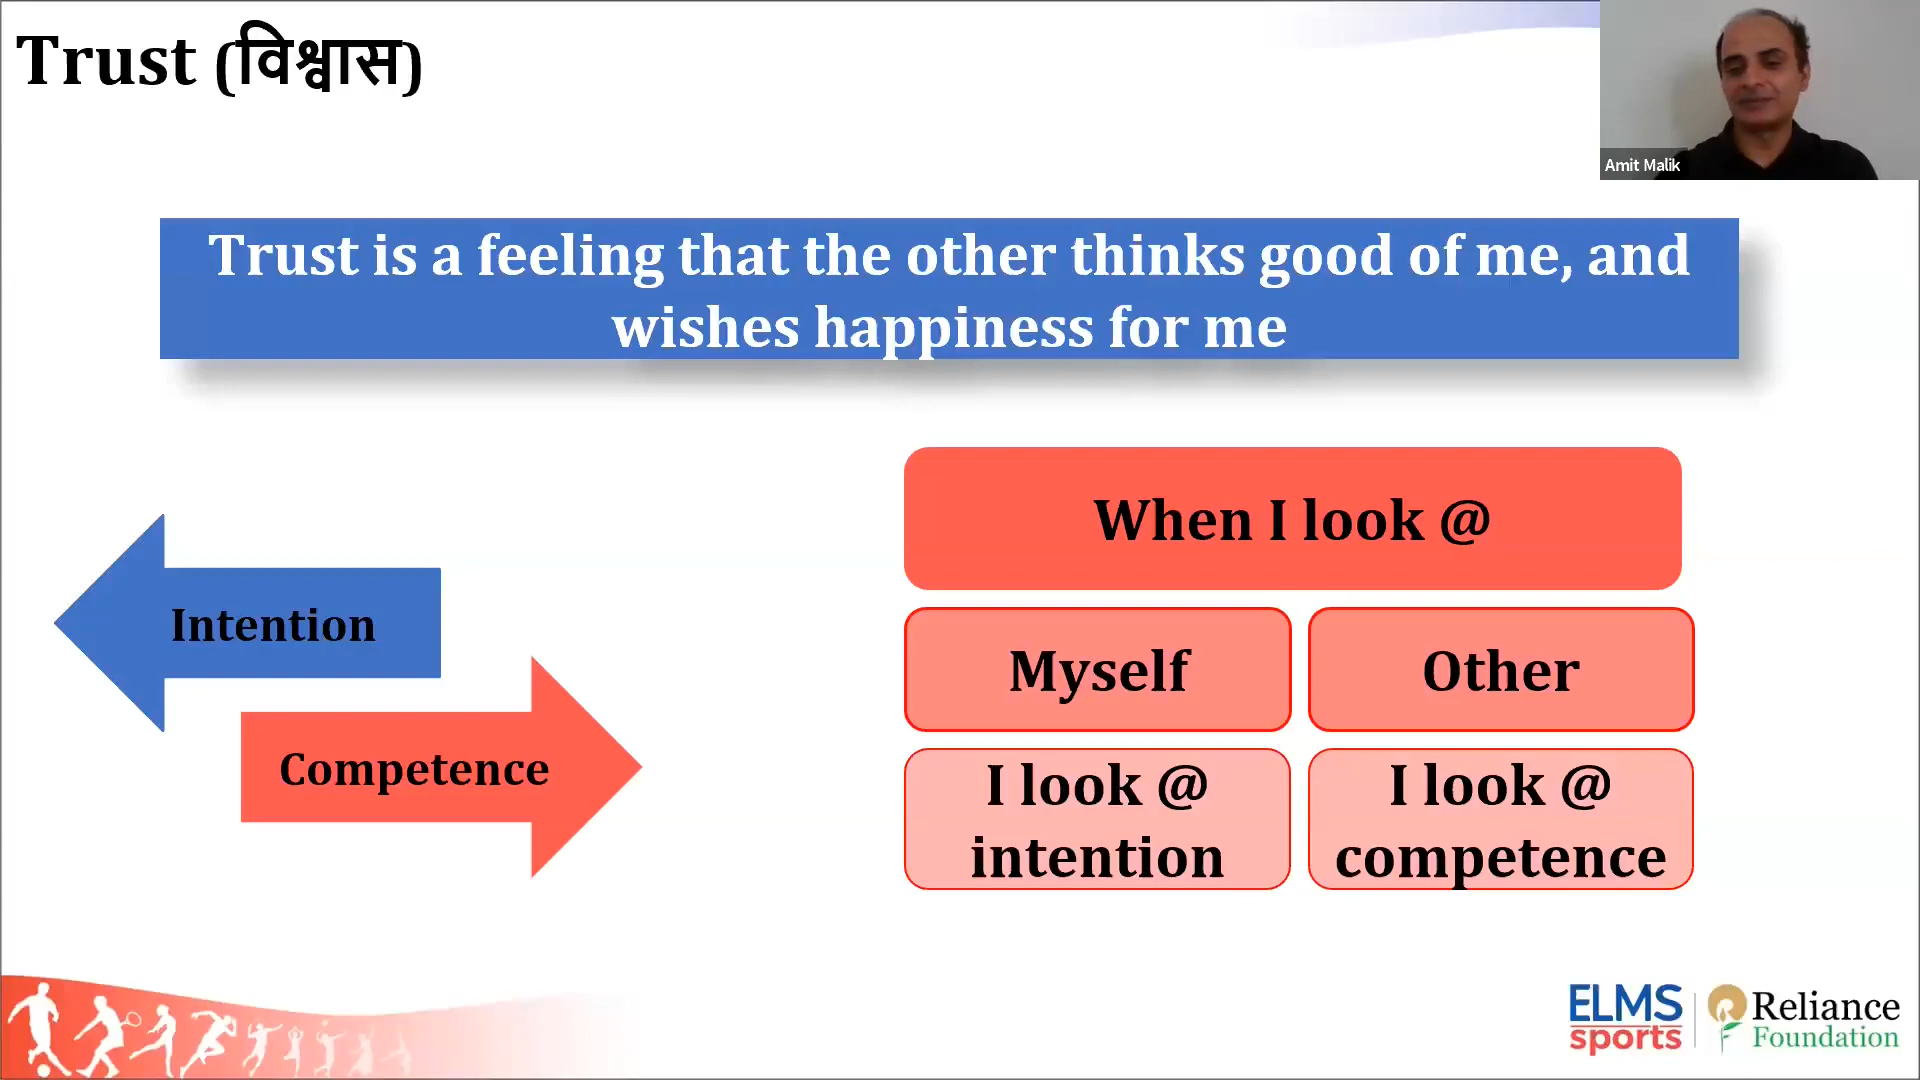 Trust (विश्वास)
Amit Malik
Trust is a feeling that the other thinks good of me, and
wishes happiness for me
When I look @
Intention
Myself
Other
Competence
I look @
intention
I look @
competence
ELMS
sports
Reliance
Foundation